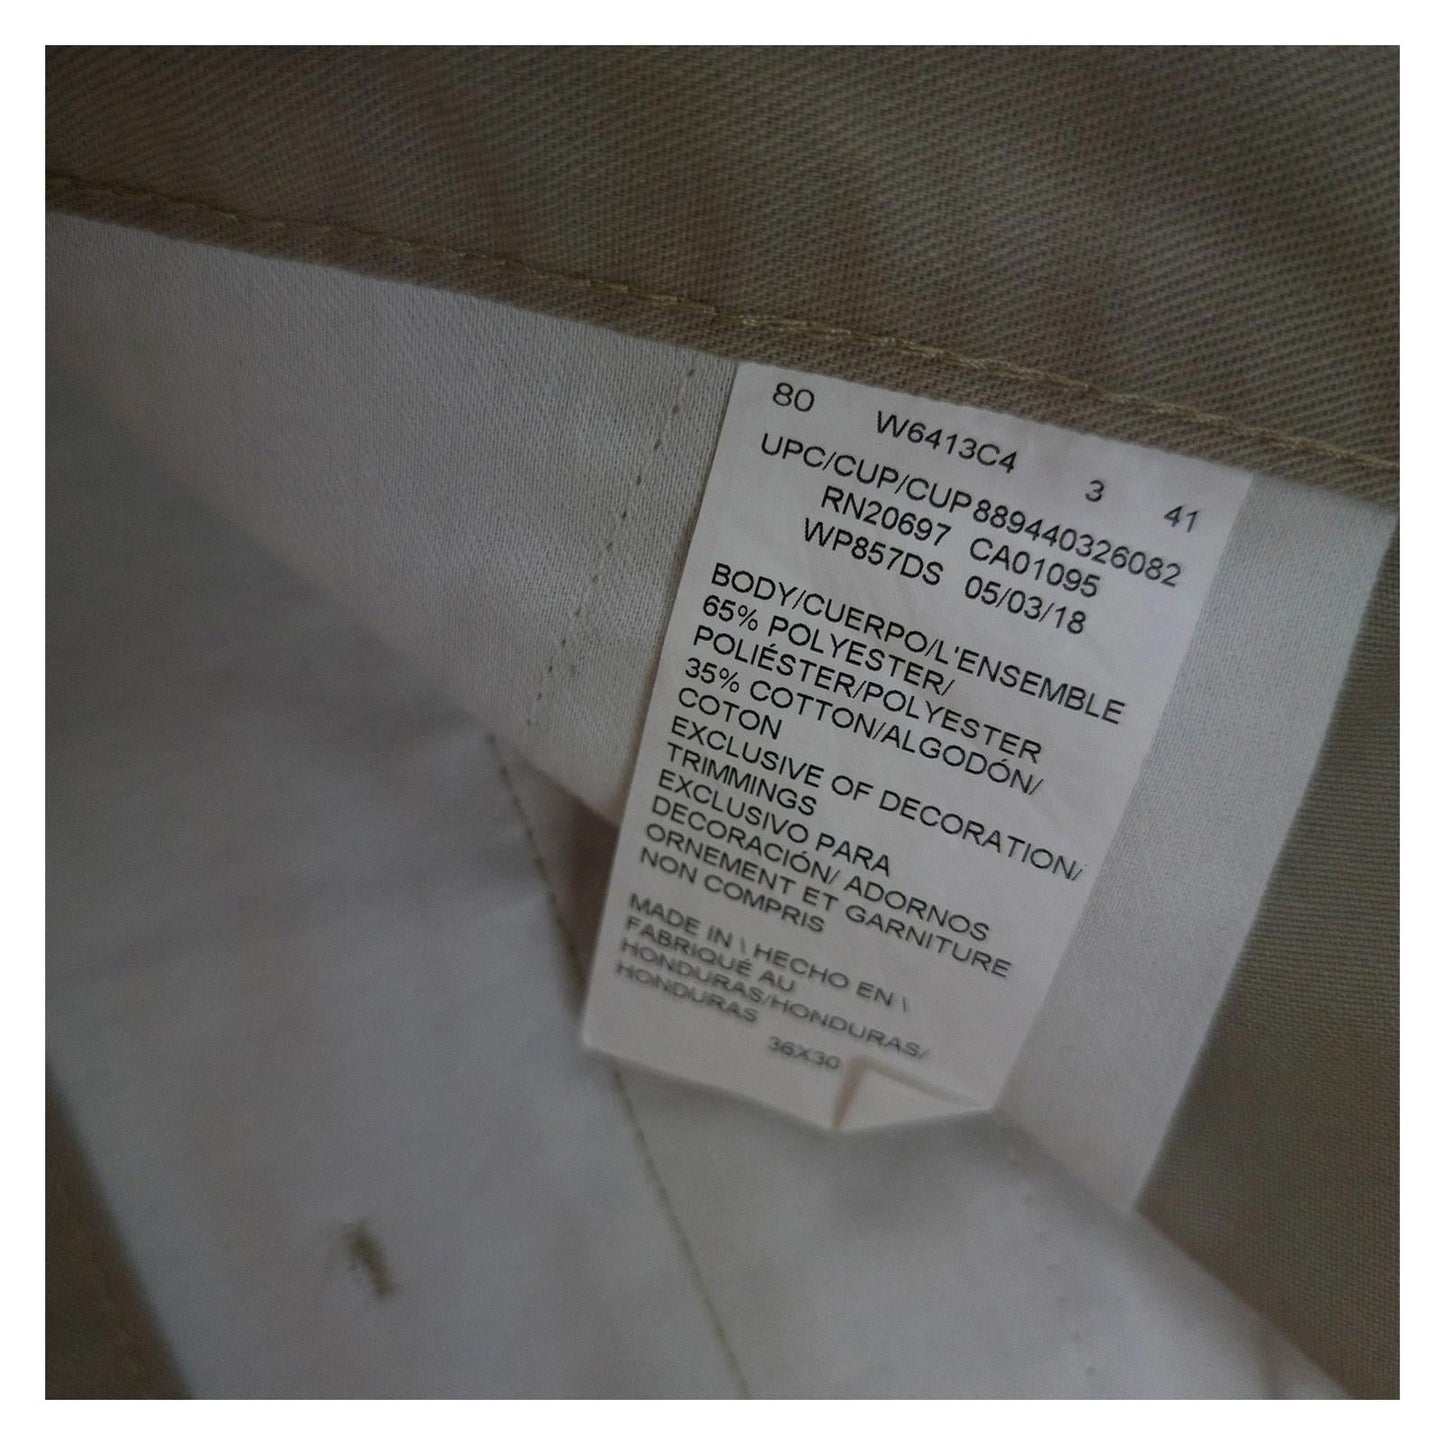 80 W6413C4 3 41
UPC/CUP/CUP889440326082
RN20697 CA01095
WP857DS 05/03/18
BODY/CUERPO/L'ENSEMBLE
65% POLYESTER/
POLIÉSTER/POLYESTER
35% COTTON/ALGODÓN/
COTON
EXCLUSIVE OF DECORATION/
TRIMMINGS
EXCLUSIVO PARA
DECORACIÓN/ ADORNOS
ORNEMENT ET GARNITURE
NON COMPRIS
MADE IN \ HECHO EN \
FABRIQUÉ AU
HONDURAS/HONDURAS/
HONDURAS
36X30